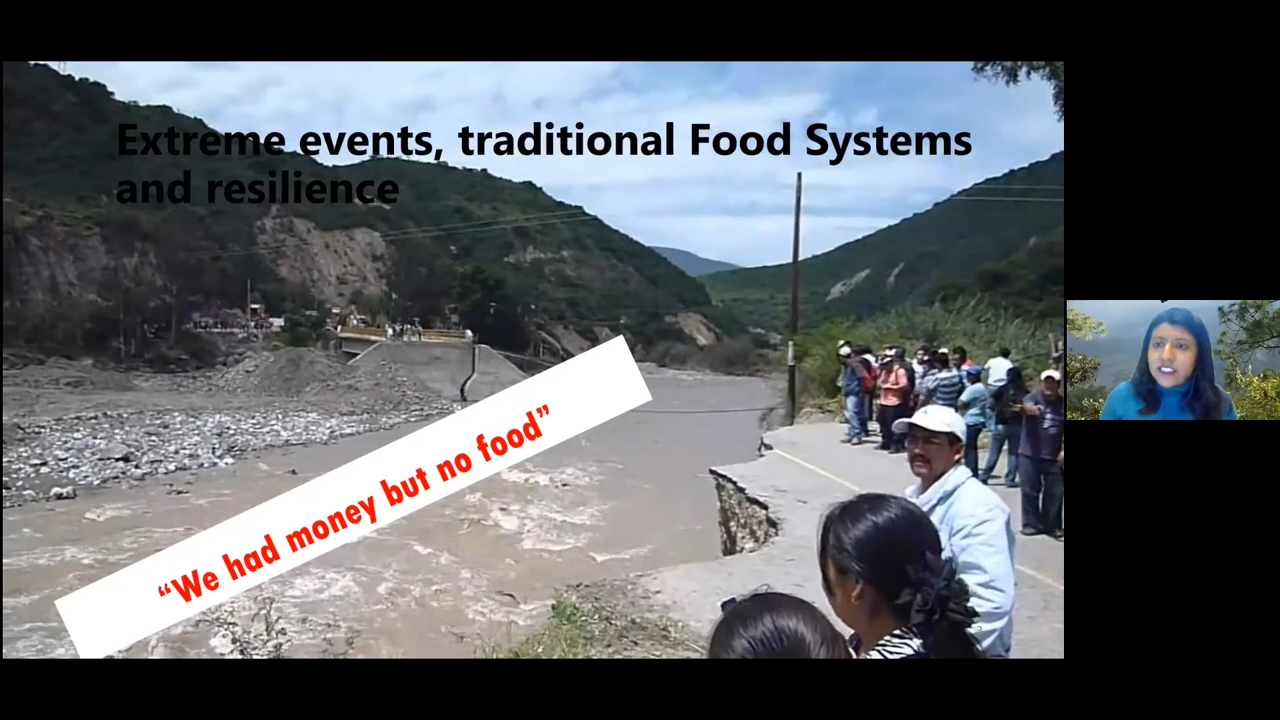 Extreme events, traditional Food Systems
and resilience
“We had money but no food”